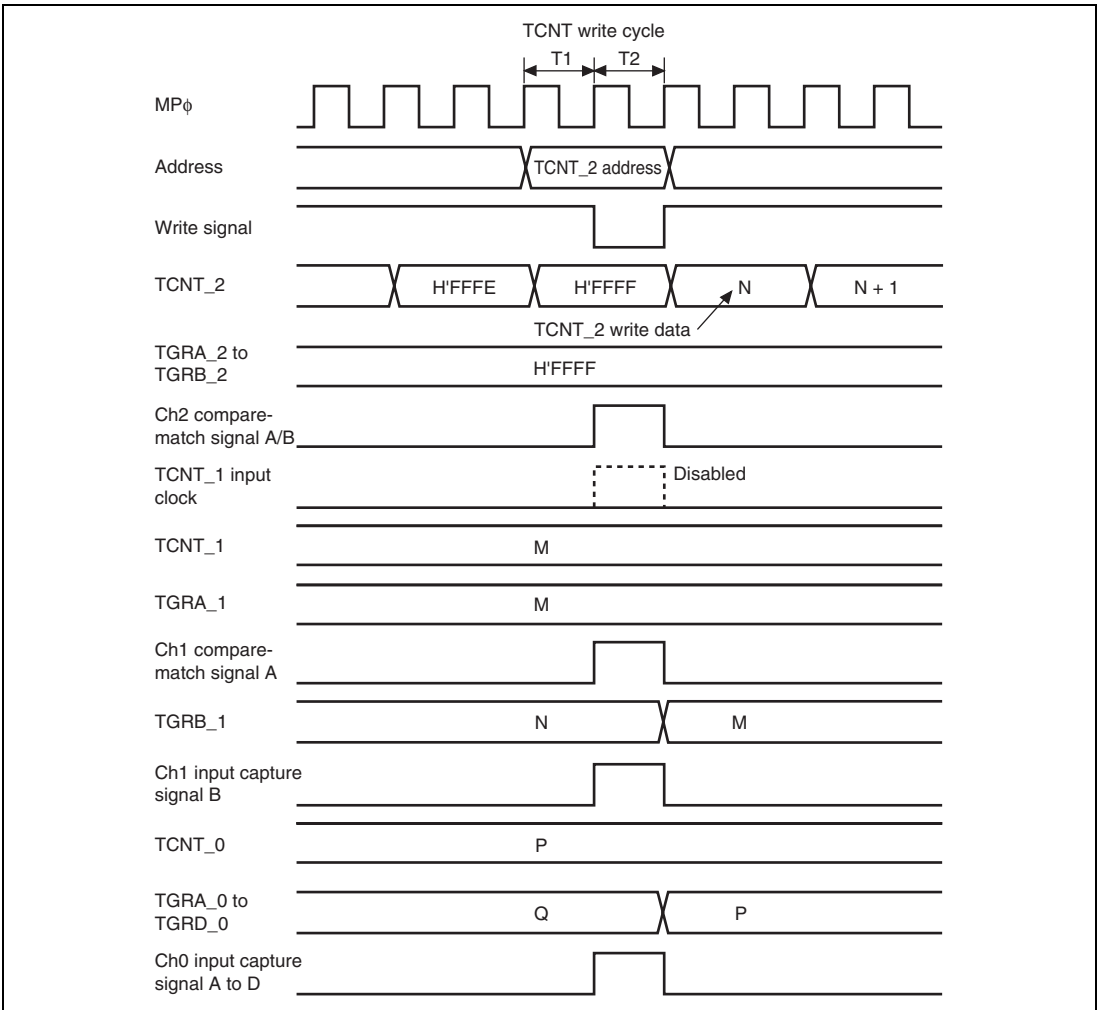 TCNT write cycle
T1 T2
MPϕ
Address TCNT_2 address
Write signal
TCNT_2 H'FFFE H'FFFF N N + 1
TCNT_2 write data
TGRA_2 to
TGRB_2 H'FFFF
Ch2 compare-
match signal A/B
TCNT_1 input Disabled
clock
TCNT_1 M
TGRA_1 M
Ch1 compare-
match signal A
TGRB_1 N M
Ch1 input capture
signal B
TCNT_0 P
TGRA_0 to
TGRD_0 Q P
Ch0 input capture
signal A to D